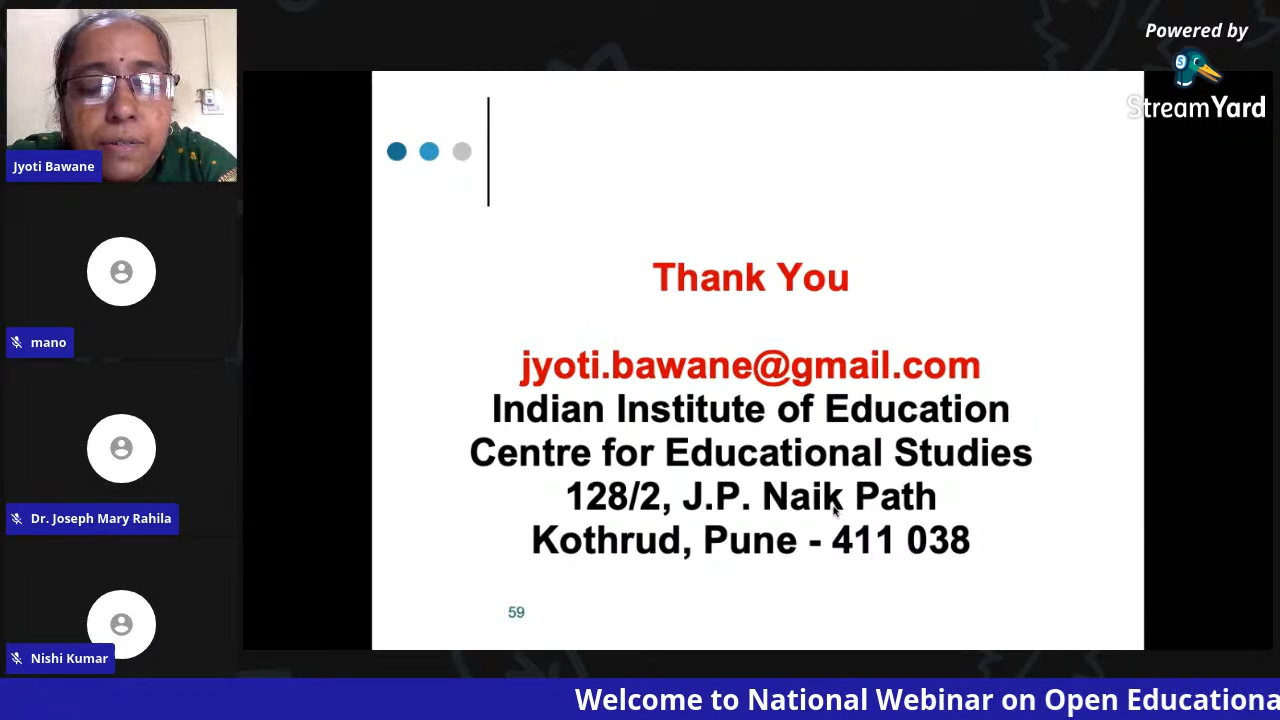 Powered by
StreamYard
Jyoti Bawane
mano
Dr. Joseph Mary Rahila
Nishi Kumar
Thank You
jyoti.bawane@gmail.com
Indian Institute of Education
Centre for Educational Studies
128/2, J.P. Naik Path
Kothrud, Pune - 411 038
59
Welcome to National Webinar on Open Educationa